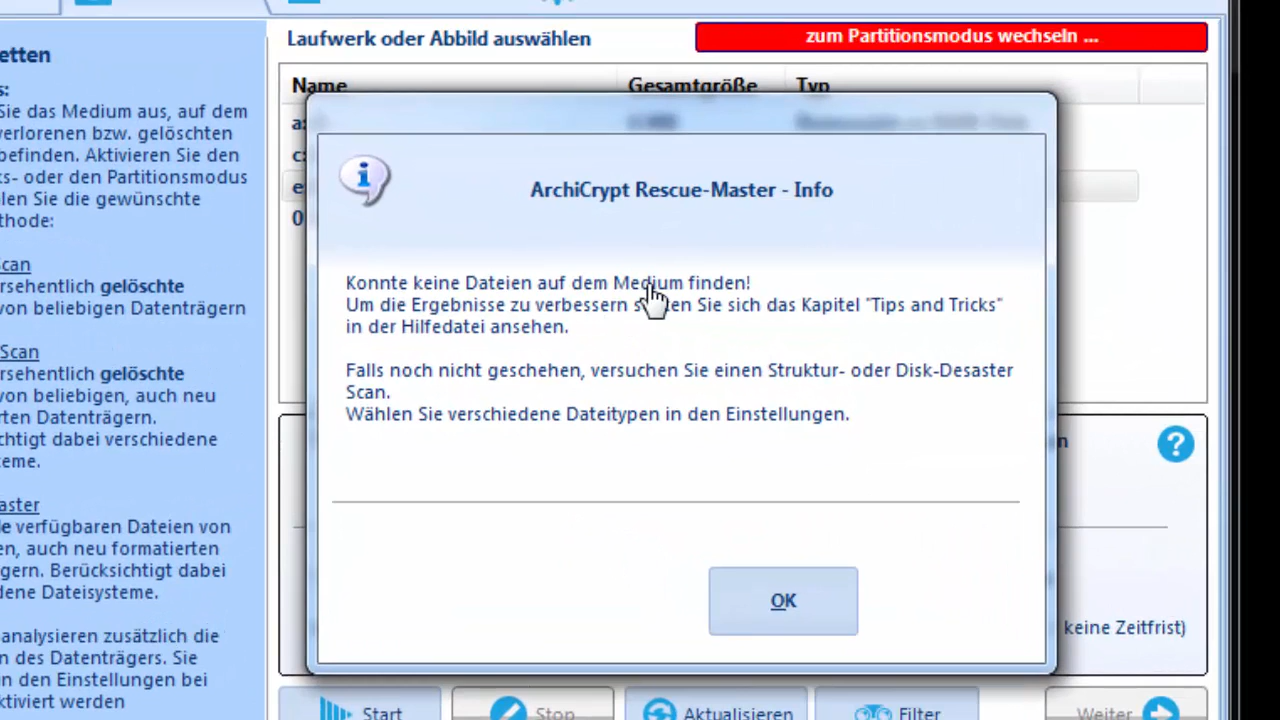 etten
s:
Sie das Medium aus, auf dem
verlorenen bzw. gelöschten
befinden. Aktivieren Sie den
ks- oder den Partitionsmodus
len Sie die gewünschte
thode:
Scan
rsehentlich gelöschte
von beliebigen Datenträgern
Scan
rsehentlich gelöschte
von beliebigen, auch neu
rten Datenträgern.
chtigt dabei verschiedene
eme.
aster
le verfügbaren Dateien von
en, auch neu formatierten
gern. Berücksichtigt dabei
dene Dateisysteme.
analysieren zusätzlich die
n des Datenträgers. Sie
in den Einstellungen bei
ktiviert werden
Laufwerk oder Abbild auswählen
zum Partitionsmodus wechseln ...
Name Gesamtgröße Typ
a:
c:
e
0
ArchiCrypt Rescue-Master - Info
Konnte keine Dateien auf dem Medium finden!
Um die Ergebnisse zu verbessern Sie sich das Kapitel "Tips and Tricks"
in der Hilfedatei ansehen.
Falls noch nicht geschehen, versuchen Sie einen Struktur- oder Disk-Desaster
Scan.
Wählen Sie verschiedene Dateitypen in den Einstellungen.
OK
n
?
keine Zeitfrist)
Start Stop Aktualisieren Filter Weiter